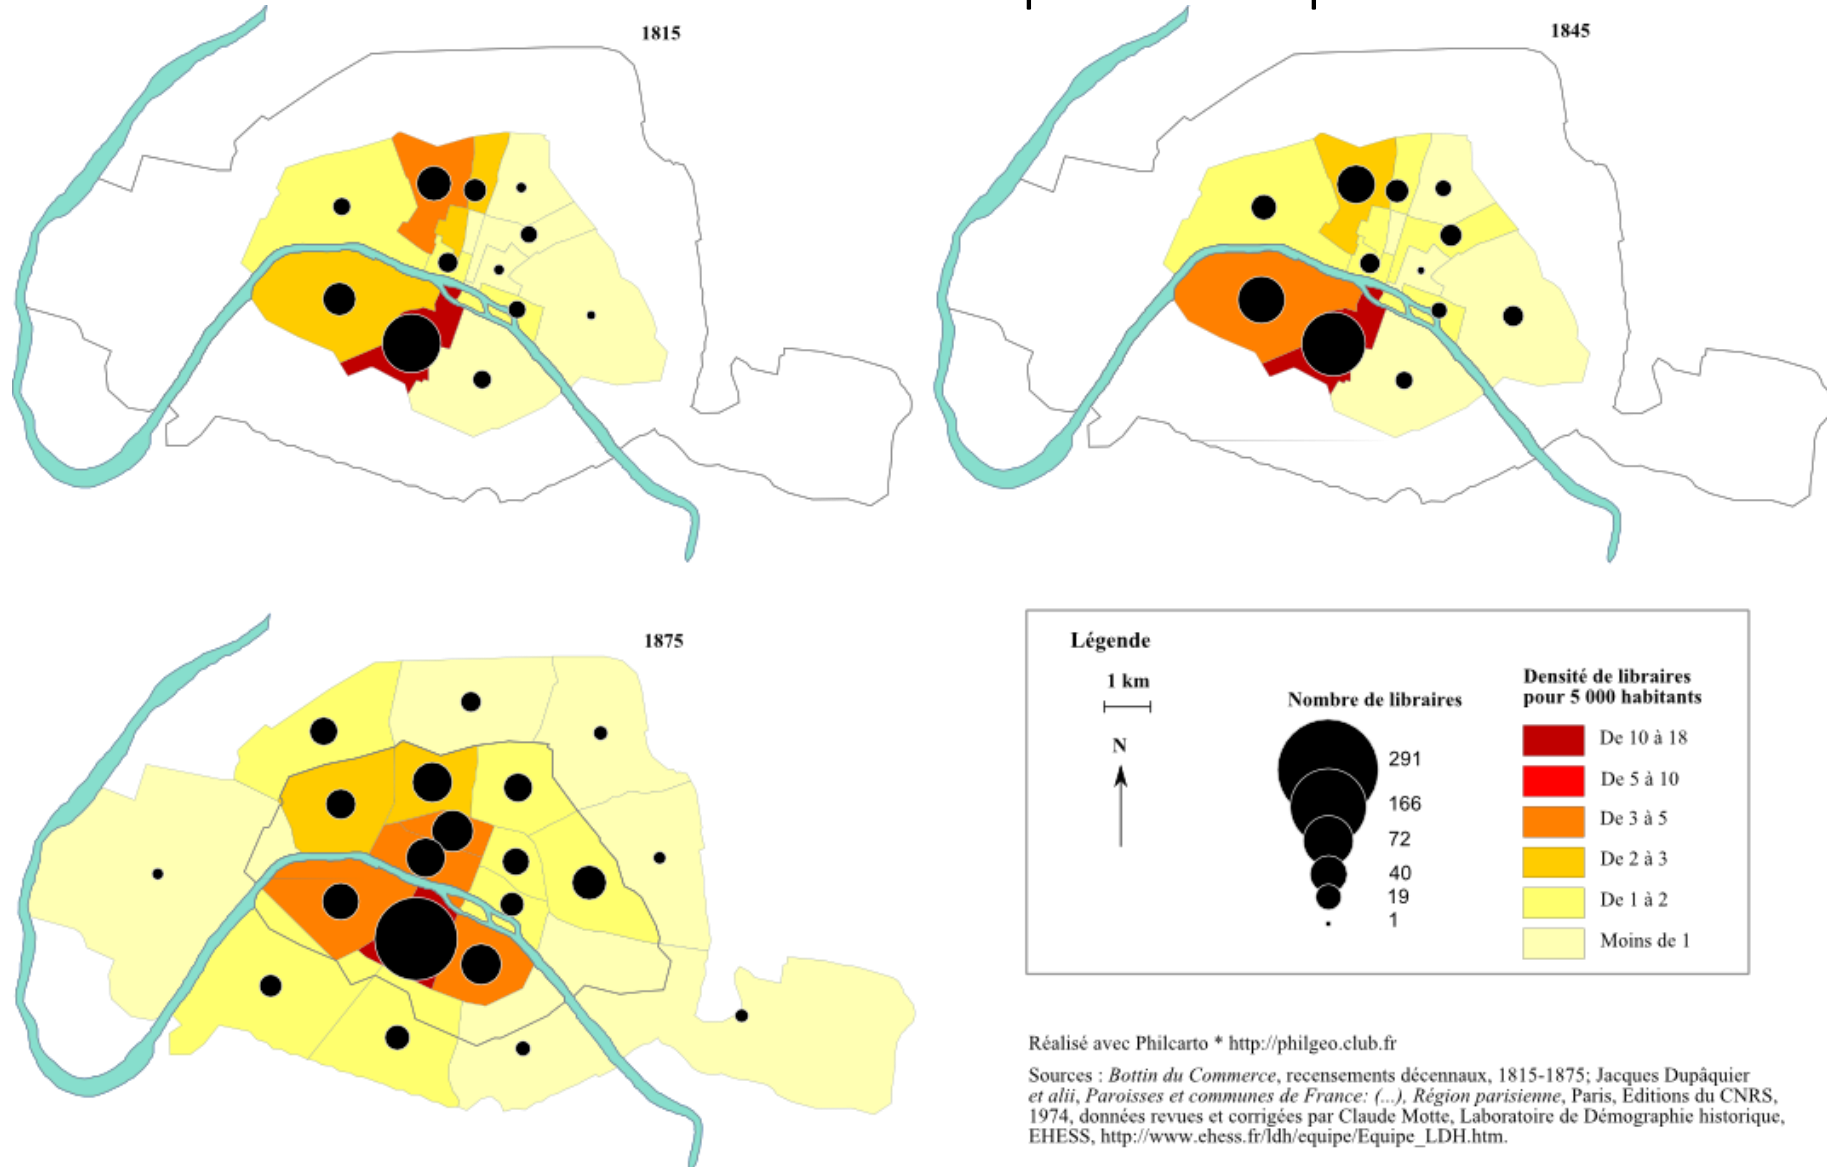 1815
1845
1875
Légende
1 km
N
Nombre de libraires
291
166
72
40
19
1
Densité de libraires
pour 5 000 habitants
De 10 à 18
De 5 à 10
De 3 à 5
De 2 à 3
De 1 à 2
Moins de 1
Réalisé avec Philcarto * http://philgeo.club.fr
Sources : Bottin du Commerce, recensements décennaux, 1815-1875; Jacques Dupâquier
et alii, Paroisses et communes de France: (...), Région parisienne, Paris, Editions du CNRS,
1974, données revues et corrigées par Claude Motte, Laboratoire de Démographie historique,
EHESS, http://www.ehess.fr/ldh/equipe/Equipe_LDH.htm.